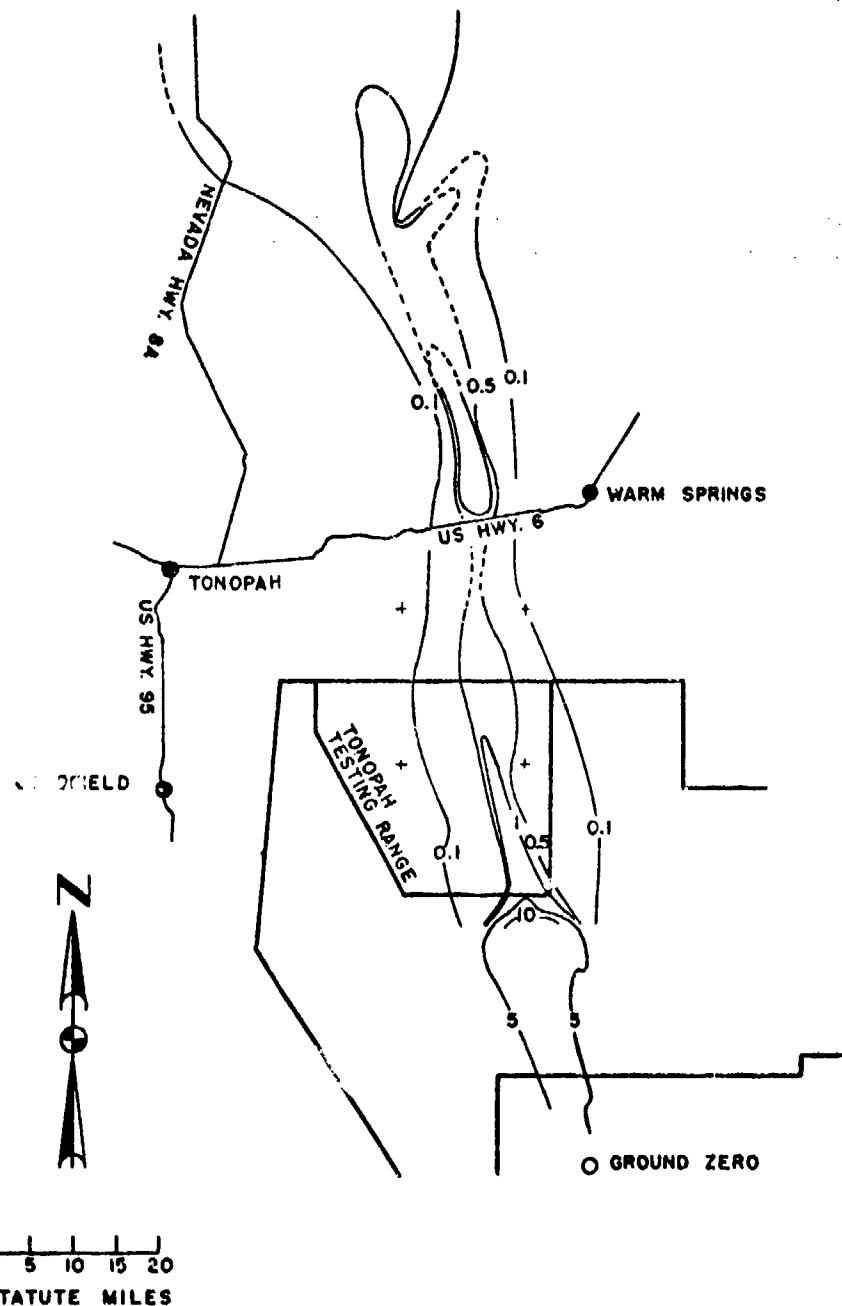 NEVADA HWY. 8A
0.1
0.5
0.1
WARM SPRINGS
US HWY. 6
TONOPAH
US HWY. 95
TONOPAH
TESTING RANGE
0.1
0.5
0.1
10
N
5
5
GROUND ZERO
5 10 15 20
TATUTE MILES